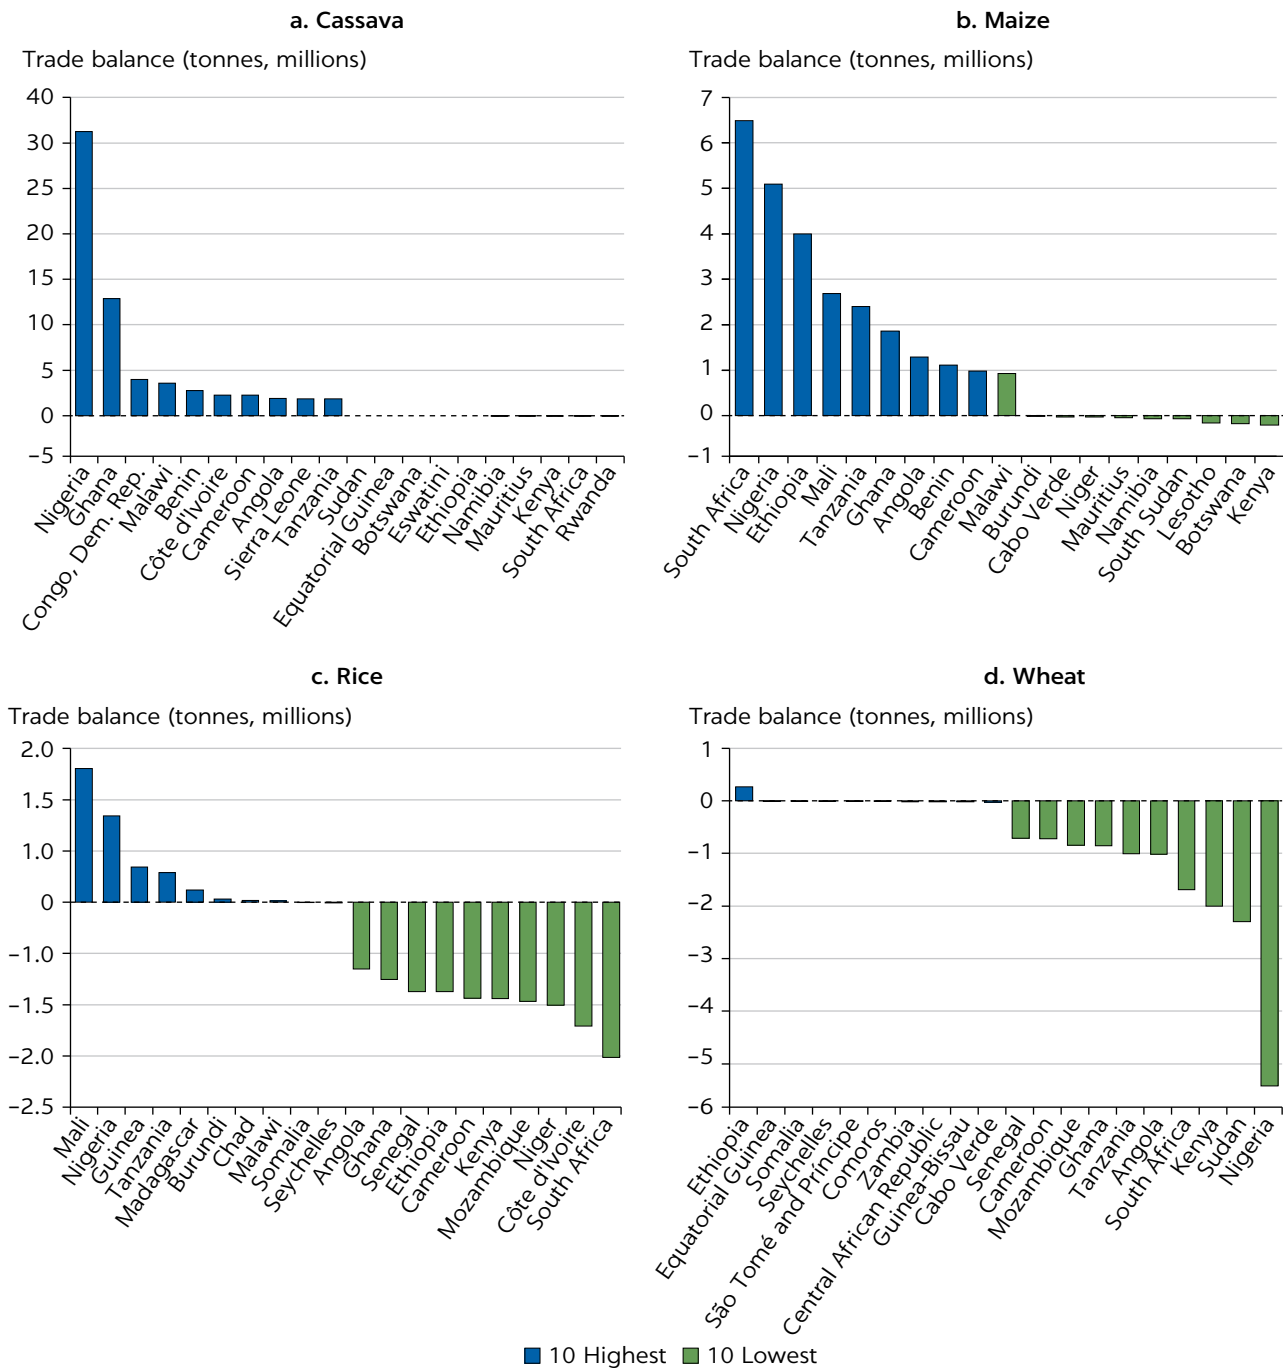 a. Cassava
Trade balance (tonnes, millions)
40
30
25
20
15
10
5
0
–5
Nigeria
Ghana
Congo, Dem. Rep.
Malawi
Benin
Côte d'Ivoire
Cameroon
Angola
Sierra Leone
Tanzania
Sudan
Equatorial Guinea
Botswana
Eswatini
Ethiopia
Namibia
Mauritius
Kenya
South Africa
Rwanda
b. Maize
Trade balance (tonnes, millions)
7
6
5
4
3
2
1
0
–1
South Africa
Nigeria
Ethiopia
Mali
Tanzania
Ghana
Angola
Benin
Cameroon
Malawi
Burundi
Cabo Verde
Niger
Mauritius
Namibia
South Sudan
Lesotho
Botswana
Kenya
c. Rice
Trade balance (tonnes, millions)
2.0
1.5
1.0
0
–1.0
–1.5
–2.0
–2.5
Mali
Nigeria
Guinea
Tanzania
Madagascar
Burundi
Chad
Malawi
Somalia
Seychelles
Angola
Ghana
Senegal
Ethiopia
Cameroon
Kenya
Mozambique
Niger
Côte d'Ivoire
South Africa
d. Wheat
Trade balance (tonnes, millions)
1
0
–1
–2
–3
–4
–5
–6
Ethiopia
Equatorial Guinea
Somalia
Seychelles
São Tomé and Príncipe
Comoros
Zambia
Central African Republic
Guinea-Bissau
Cabo Verde
Senegal
Cameroon
Mozambique
Ghana
Tanzania
Angola
South Africa
Kenya
Sudan
Nigeria
10 Highest
10 Lowest